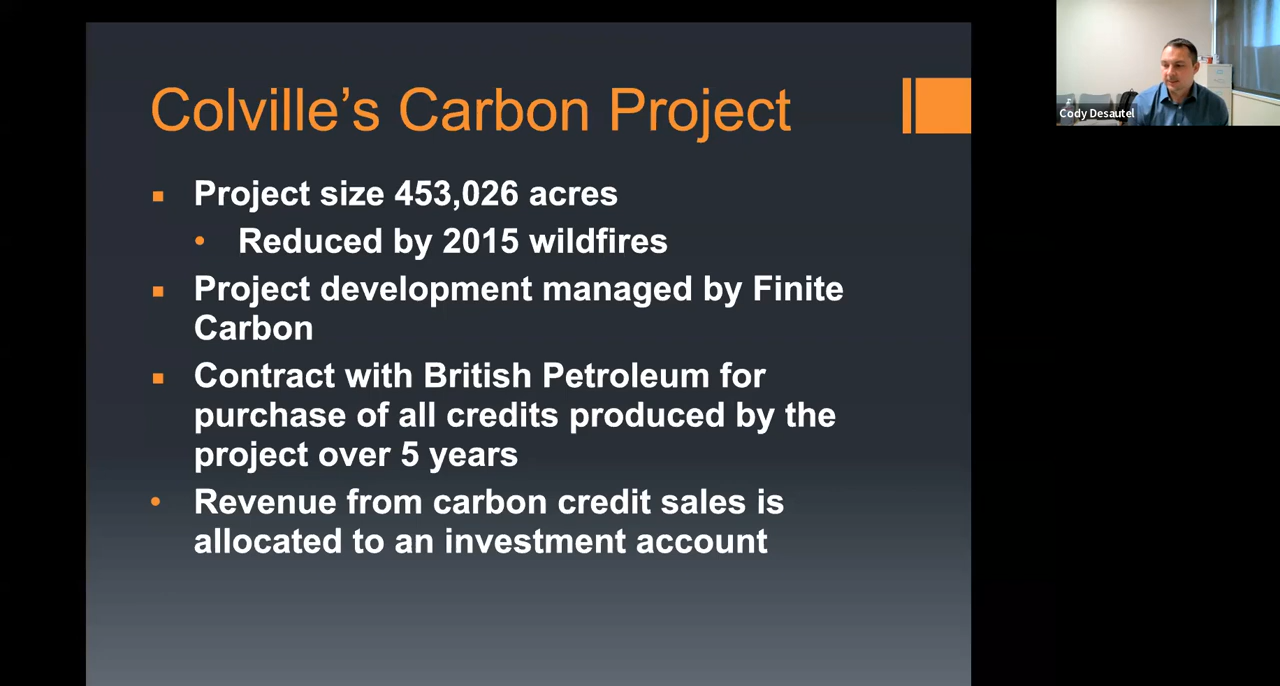 Colville's Carbon Project
Project size 453,026 acres
Reduced by 2015 wildfires
Project development managed by Finite
Carbon
Contract with British Petroleum for
purchase of all credits produced by the
project over 5 years
Revenue from carbon credit sales is
allocated to an investment account
Cody Desautel